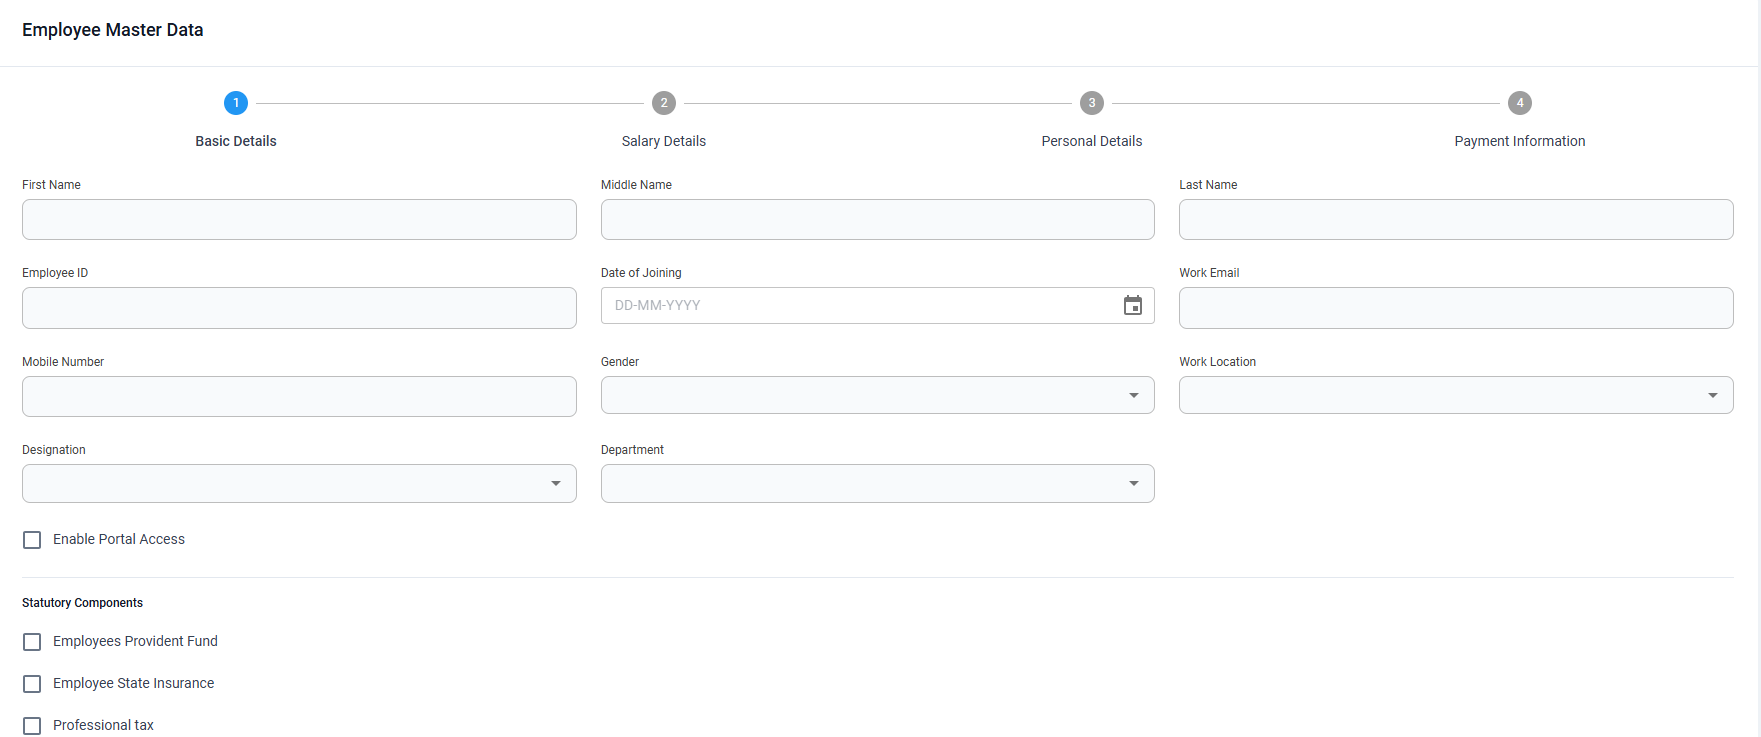 Employee Master Data
1 2 3 4
Basic Details Salary Details Personal Details Payment Information
First Name Middle Name Last Name
Employee ID Date of Joining Work Email
DD-MM-YYYY
Mobile Number Gender Work Location
Designation Department
Enable Portal Access
Statutory Components
Employees Provident Fund
Employee State Insurance
Professional tax